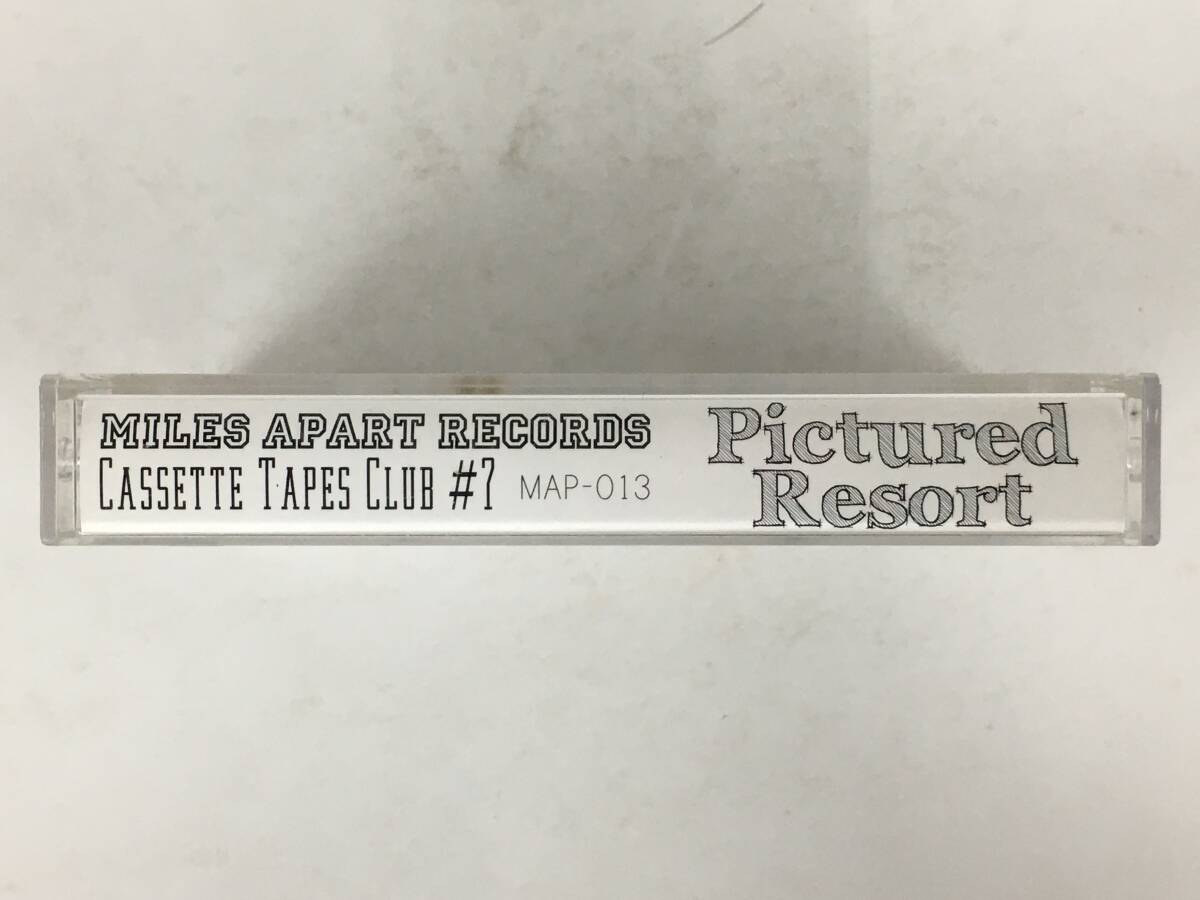 MILES APART RECORDS
CASSETTE TAPES CLUB #7 MAP-013
Pictured
Resort